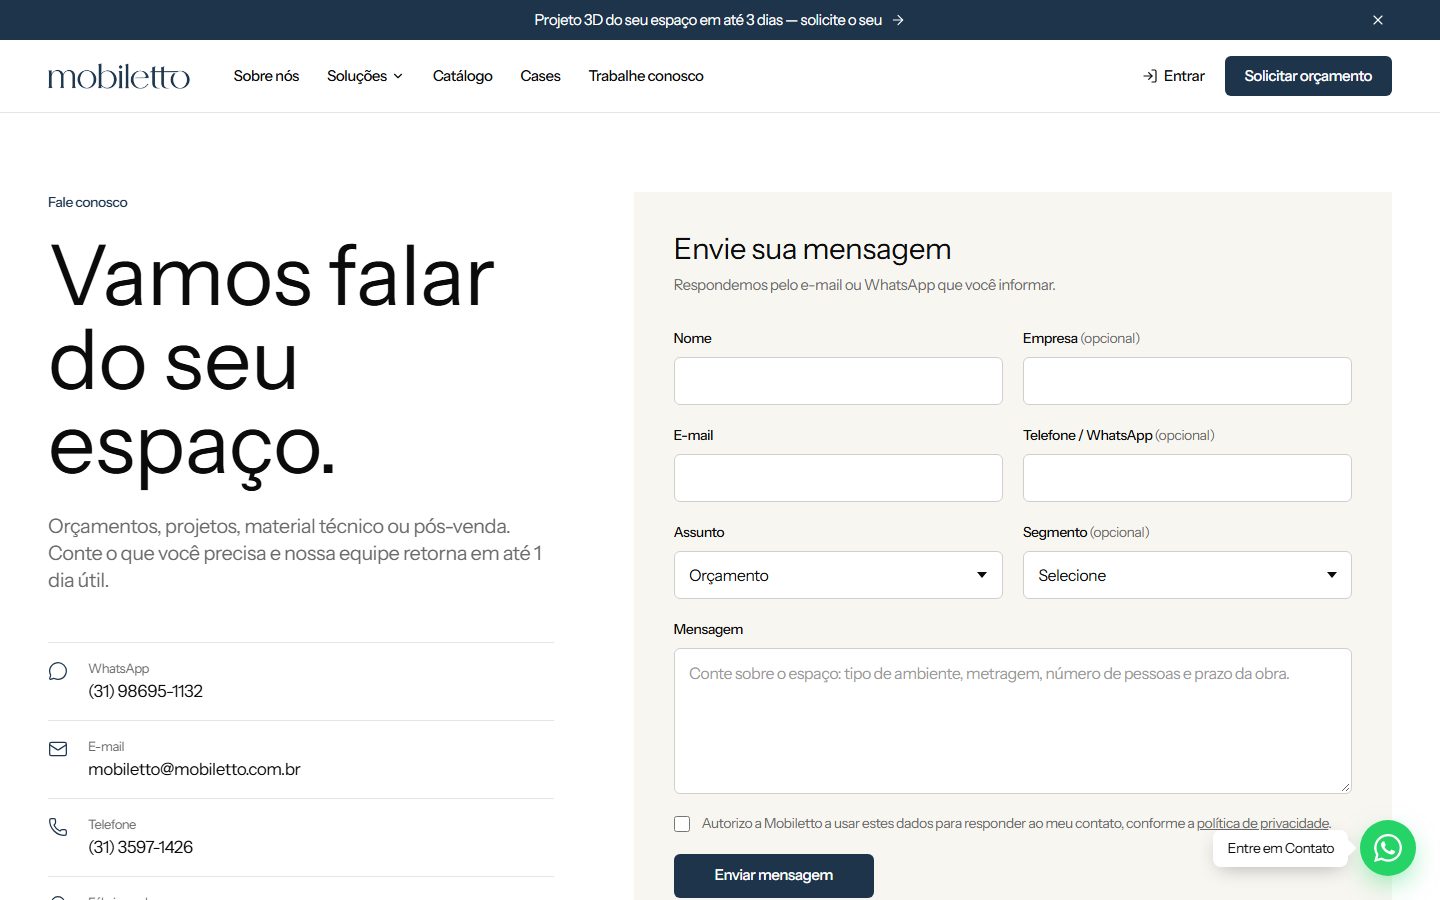 Projeto 3D do seu espaço em até 3 dias — solicite o seu
mobiletto
Sobre nós
Soluções
Catálogo
Cases
Trabalhe conosco
Entrar
Solicitar orçamento
Fale conosco
Vamos falar
do seu
espaço.
Orçamentos, projetos, material técnico ou pós-venda.
Conte o que você precisa e nossa equipe retorna em até 1
dia útil.
WhatsApp
(31) 98695-1132
E-mail
mobiletto@mobiletto.com.br
Telefone
(31) 3597-1426
Envie sua mensagem
Respondemos pelo e-mail ou WhatsApp que você informar.
Nome
Empresa (opcional)
E-mail
Telefone / WhatsApp (opcional)
Assunto
Segmento (opcional)
Orçamento
Selecione
Mensagem
Conte sobre o espaço: tipo de ambiente, metragem, número de pessoas e prazo da obra.
Autorizo a Mobiletto a usar estes dados para responder ao meu contato, conforme a política de privacidade.
Entre em Contato
Enviar mensagem